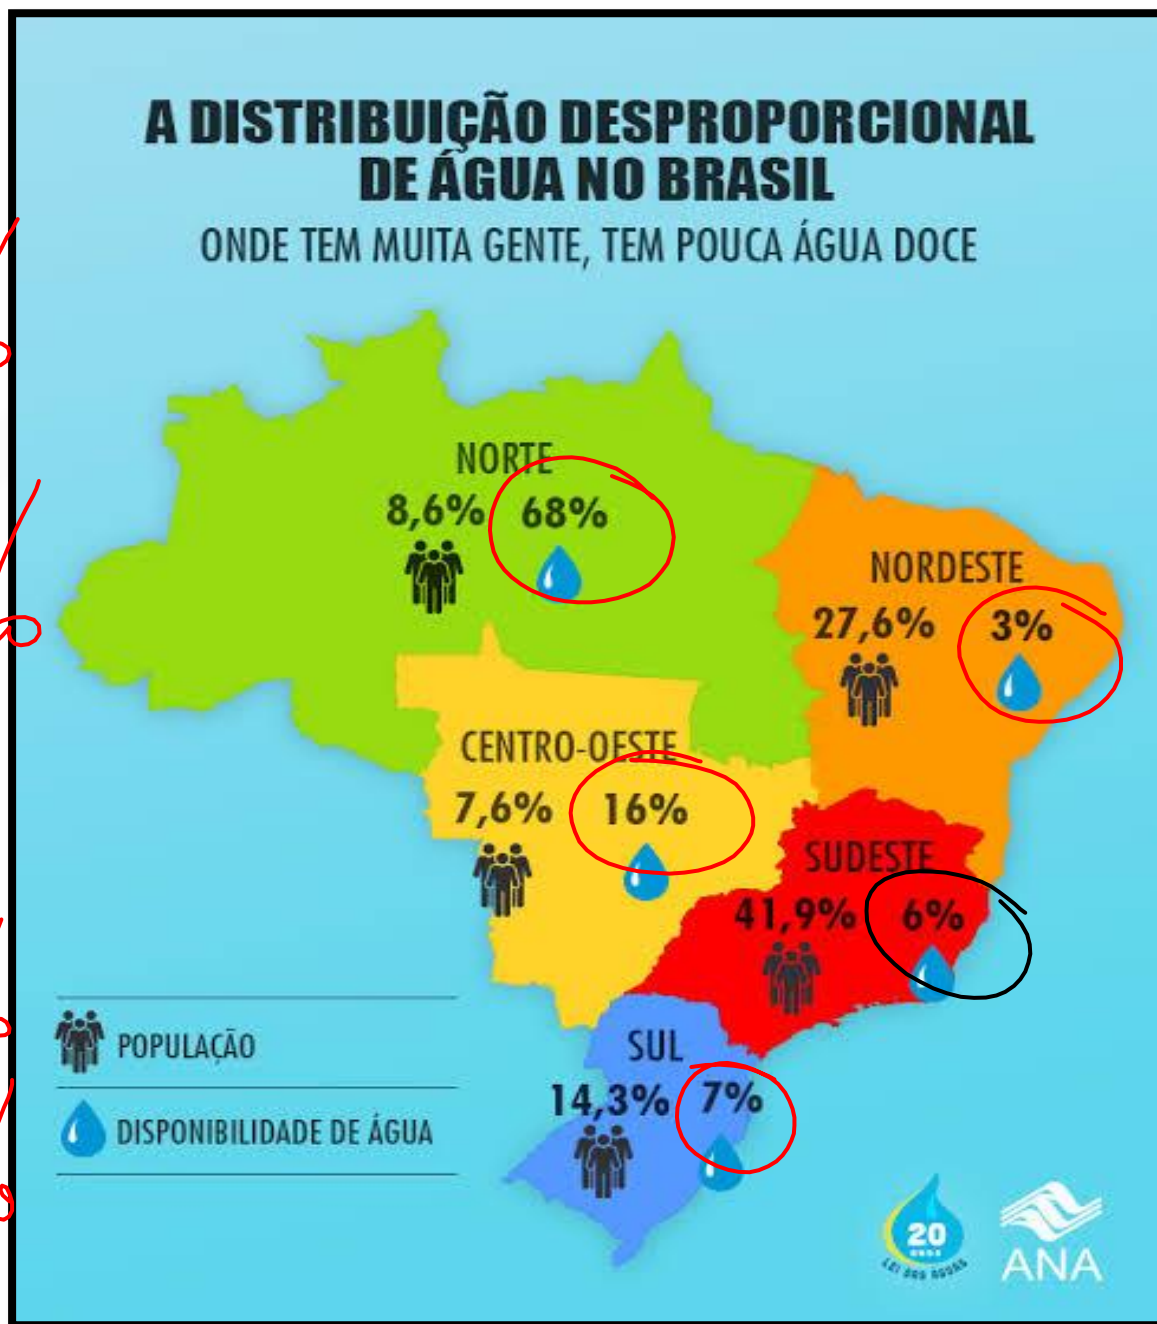 A DISTRIBUIÇÃO DESPROPORCIONAL
DE ÁGUA NO BRASIL
ONDE TEM MUITA GENTE, TEM POUCA ÁGUA DOCE
NORTE
8,6% 68%
NORDESTE
27,6% 3%
CENTRO-OESTE
7,6% 16%
SUDESTE
41,9% 6%
SUL
14,3% 7%
POPULAÇÃO
DISPONIBILIDADE DE ÁGUA
20
ANOS
LEI DAS ÁGUAS
ANA